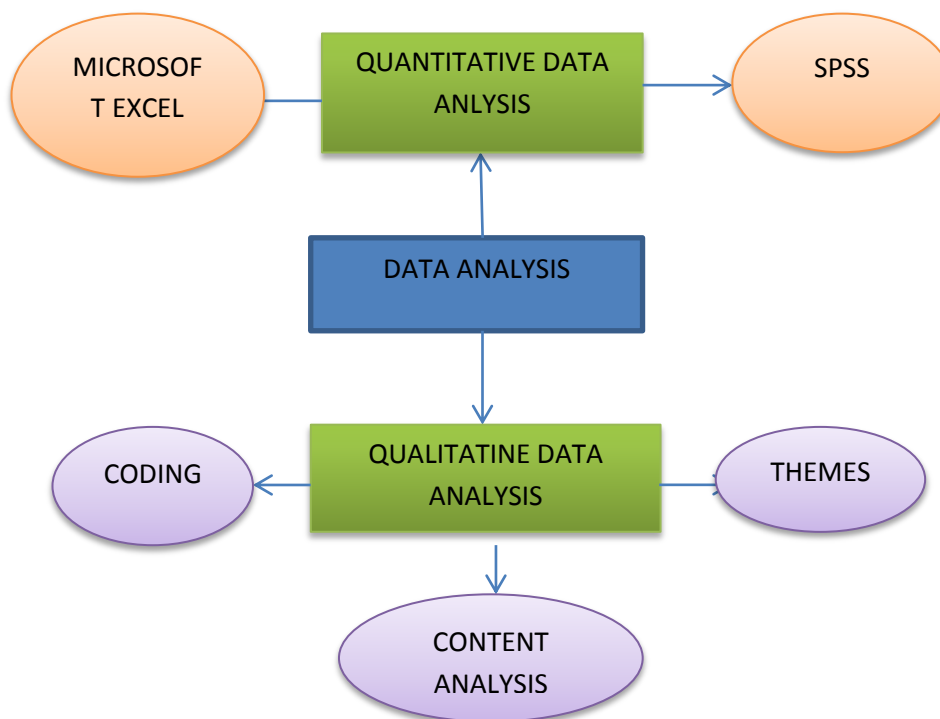 MICROSOF
T EXCEL
QUANTITATIVE DATA
ANLYSIS
SPSS
DATA ANALYSIS
CODING
QUALITATINE DATA
ANALYSIS
THEMES
CONTENT
ANALYSIS